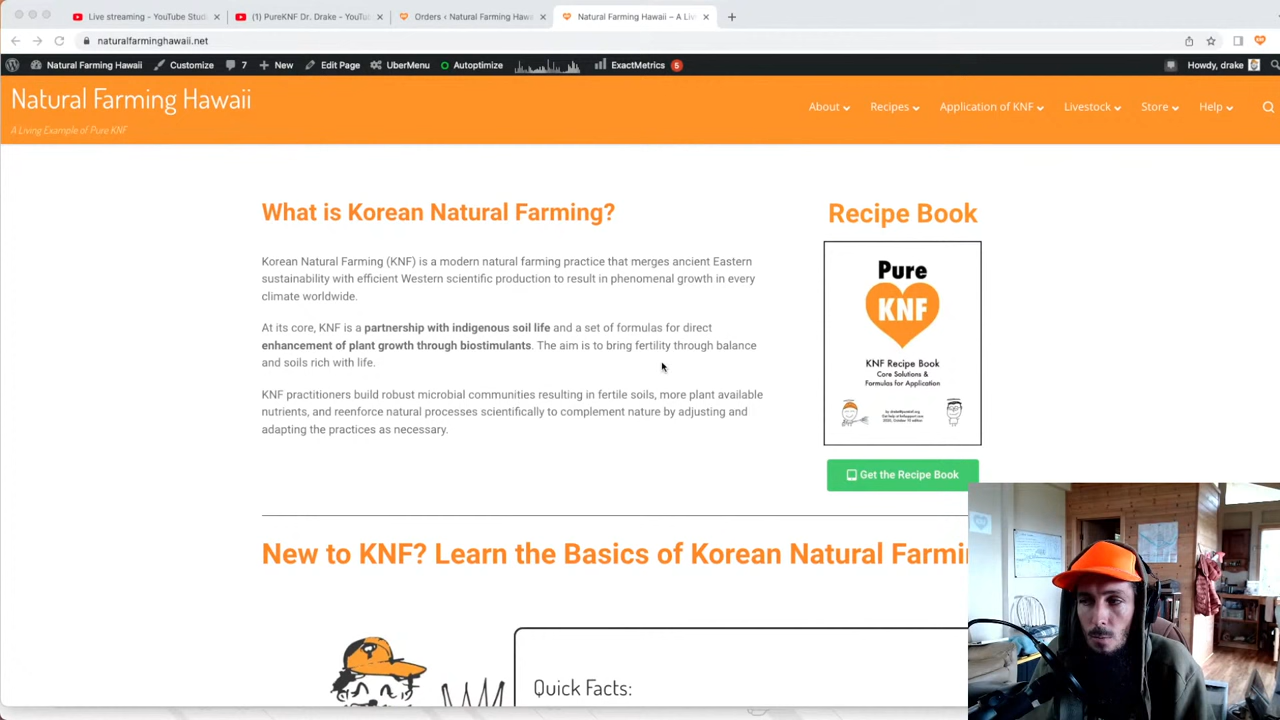 Live streaming - YouTube Stud
(1) PureKNF Dr. Drake - YouTu
Orders ‹ Natural Farming Hawa
Natural Farming Hawaii – A Liv
naturalfarminghawaii.net
Natural Farming Hawaii
Customize
7
New
Edit Page
UberMenu
Autoptimize
ExactMetrics
5
Howdy, drake
Natural Farming Hawaii
A Living Example of Pure KNF
About
Recipes
Application of KNF
Livestock
Store
Help
What is Korean Natural Farming?
Korean Natural Farming (KNF) is a modern natural farming practice that merges ancient Eastern
sustainability with efficient Western scientific production to result in phenomenal growth in every
climate worldwide.
At its core, KNF is a partnership with indigenous soil life and a set of formulas for direct
enhancement of plant growth through biostimulants. The aim is to bring fertility through balance
and soils rich with life.
KNF practitioners build robust microbial communities resulting in fertile soils, more plant available
nutrients, and reenforce natural processes scientifically to complement nature by adjusting and
adapting the practices as necessary.
Recipe Book
Pure
KNF
KNF Recipe Book
Core Solutions &
Formulas for Application
Get the Recipe Book
New to KNF? Learn the Basics of Korean Natural Farmin
Quick Facts: